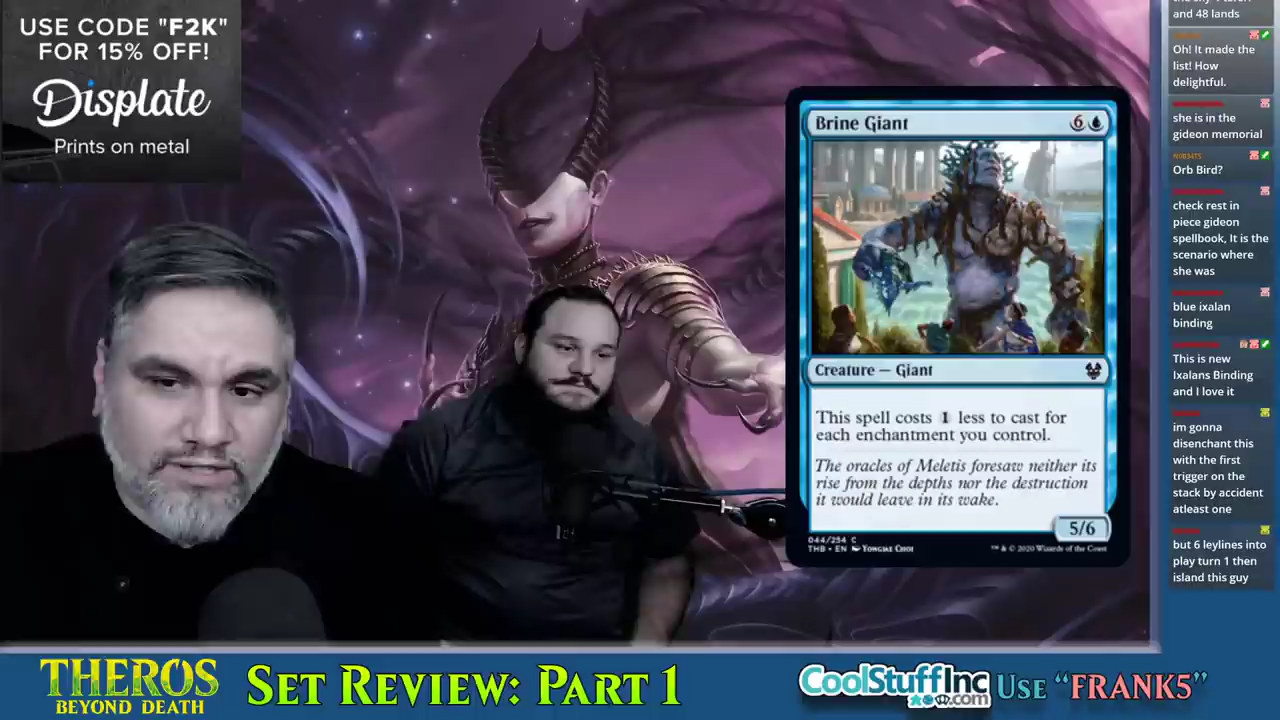 USE CODE "F2K"
FOR 15% OFF!
Displate
Prints on metal
Brine Giant
6
Creature — Giant
This spell costs 1 less to cast for
each enchantment you control.
The oracles of Meletis foresaw neither its
rise from the depths nor the destruction
it would leave in its wake.
5/6
044/254 C
THB • EN YONGJAE CHOI
™ & © 2020 Wizards of the Coast
and 48 lands
Oh! It made the
list! How
delightful.
she is in the
gideon memorial
Orb Bird?
check rest in
piece gideon
spellbook, It is the
scenario where
she was
blue ixalan
binding
This is new
Ixalans Binding
and I love it
im gonna
disenchant this
with the first
trigger on the
stack by accident
atleast one
but 6 leylines into
play turn 1 then
island this guy
THEROS
BEYOND DEATH
SET REVIEW: PART 1
CoolStuffInc
.com
USE "FRANK5"